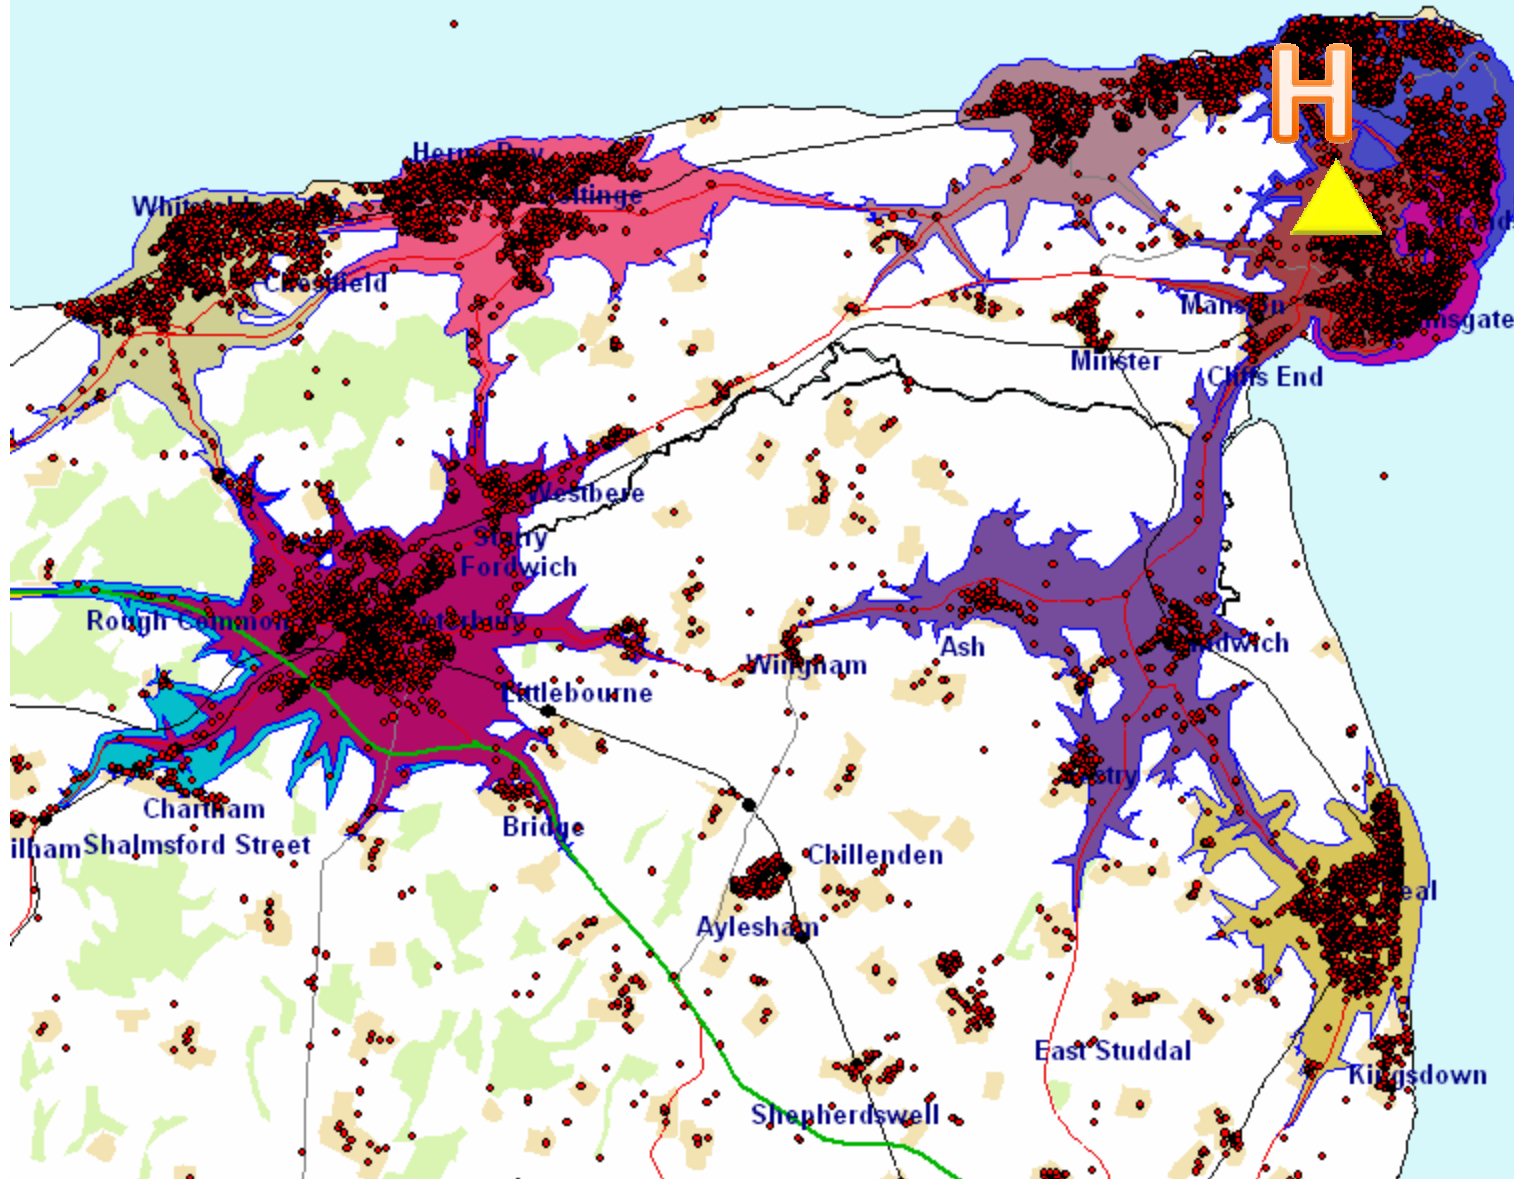 H
Herne Bay
Chestfield
Manston
Minster
Cliffs End
Westbere
Sturry
Fordwich
Rough Common
Wingham
Ash
Littlebourne
Chartham
Shalmsford Street
ilham
Bridge
Chillenden
Aylesham
East Studdal
Kingsdown
Shepherdswell